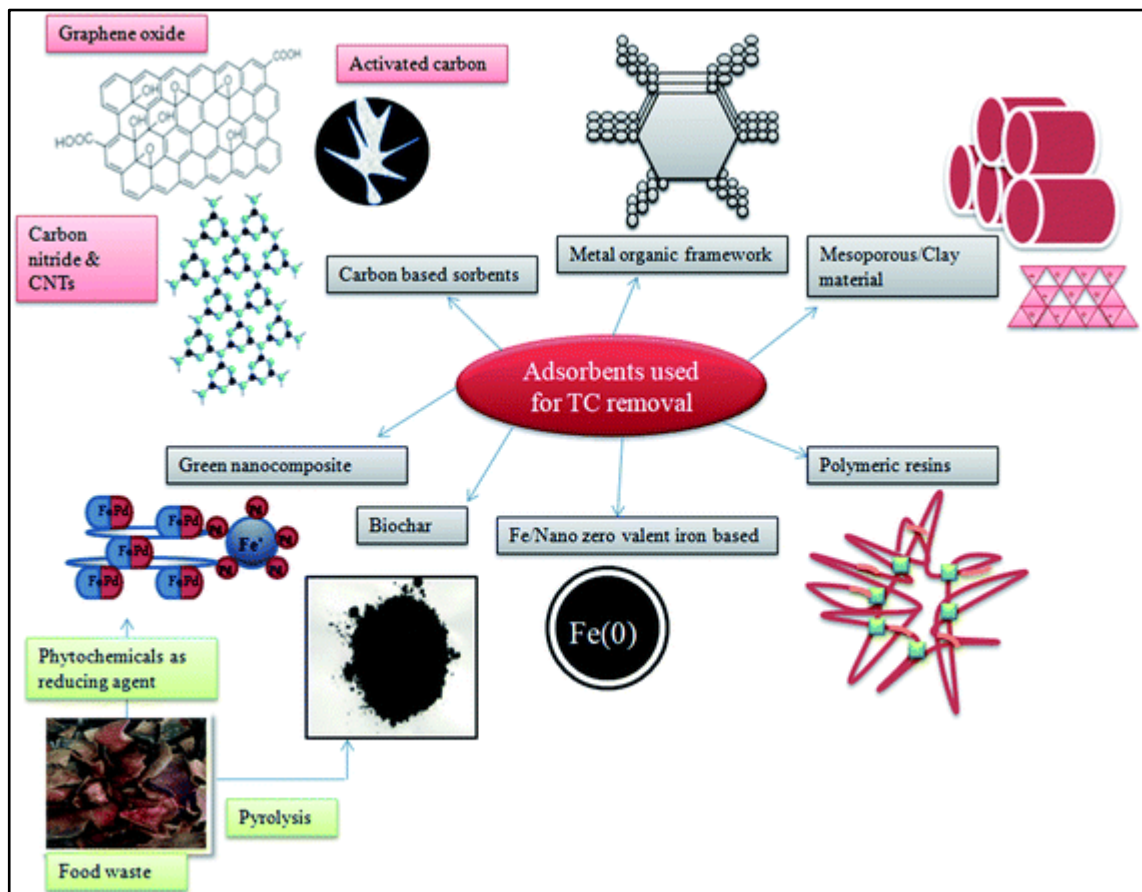 Graphene oxide
COOH
OH
O
O
OH
OH
O
HOOC
O
OH
Activated carbon
Carbon
nitride &
CNTs
Carbon based sorbents
Metal organic framework
Mesoporous/Clay
material
Adsorbents used
for TC removal
Green nanocomposite
Biochar
Fe/Nano zero valent iron based
Polymeric resins
FePd
FePd
Pd
Pd
Pd
FePd
Fe°
Pd
Pd
FePd
FePd
Fe(0)
Phytochemicals as
reducing agent
Pyrolysis
Food waste